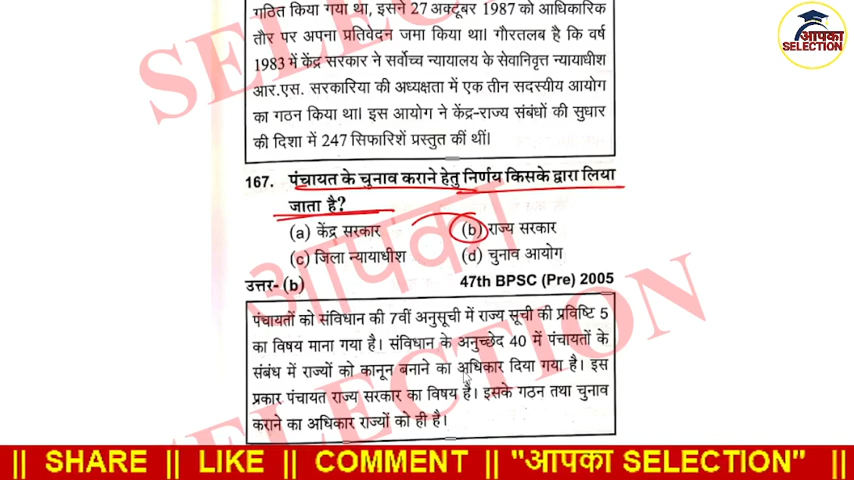 आपका
SELECTION
गठित किया गया था, इसने 27 अक्टूबर 1987 को आधिकारिक
तौर पर अपना प्रतिवेदन जमा किया था। गौरतलब है कि वर्ष
1983 में केंद्र सरकार ने सर्वोच्च न्यायालय के सेवानिवृत्त न्यायाधीश
आर.एस. सरकारिया की अध्यक्षता में एक तीन सदस्यीय आयोग
का गठन किया था। इस आयोग ने केंद्र-राज्य संबंधों की सुधार
की दिशा में 247 सिफारिशें प्रस्तुत कीं थीं।
167. पंचायत के चुनाव कराने हेतु निर्णय किसके द्वारा लिया
जाता है?
(a) केंद्र सरकार (b) राज्य सरकार
(c) जिला न्यायाधीश (d) चुनाव आयोग
उत्तर- (b) 47th BPSC (Pre) 2005
पंचायतों को संविधान की 7वीं अनुसूची में राज्य सूची की प्रविष्टि 5
का विषय माना गया है। संविधान के अनुच्छेद 40 में पंचायतों के
संबंध में राज्यों को कानून बनाने का अधिकार दिया गया है। इस
प्रकार पंचायत राज्य सरकार का विषय है। इसके गठन तथा चुनाव
कराने का अधिकार राज्यों को ही है।
आपका
SELECTION
|| SHARE || LIKE || COMMENT || "आपका SELECTION" ||